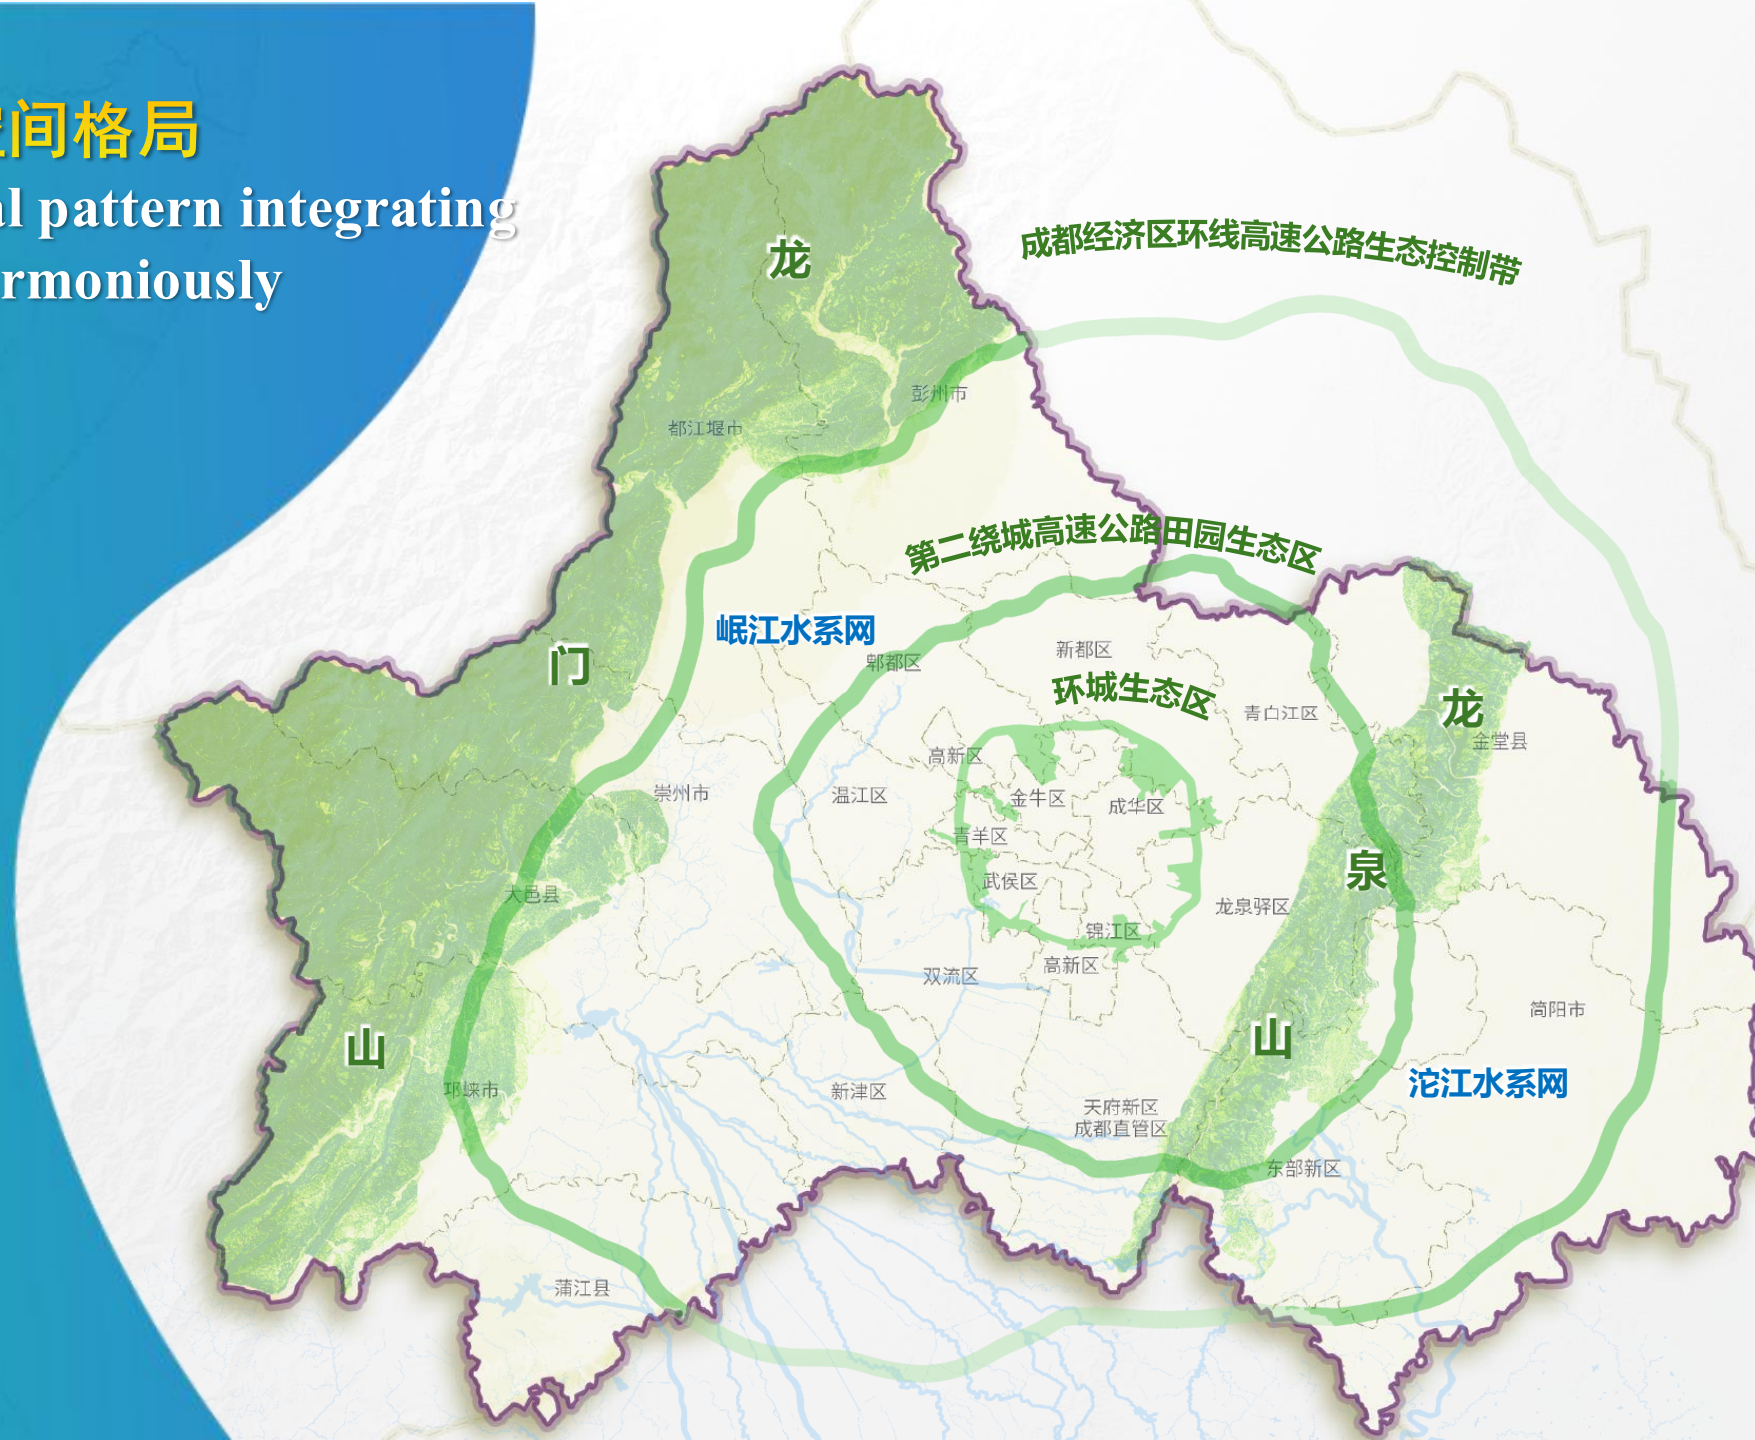 间格局
al pattern integrating
rmoniously
成都经济区环线高速公路生态控制带
龙
彭州市
都江堰市
第二绕城高速公路田园生态区
岷江水系网
新都区
郫都区
门
环城生态区
青白江区
龙
金堂县
高新区
崇州市
温江区
金牛区
成华区
青羊区
泉
武侯区
大邑县
龙泉驿区
锦江区
高新区
双流区
简阳市
山
山
沱江水系网
邛崃市
新津区
天府新区
成都直管区
东部新区
蒲江县